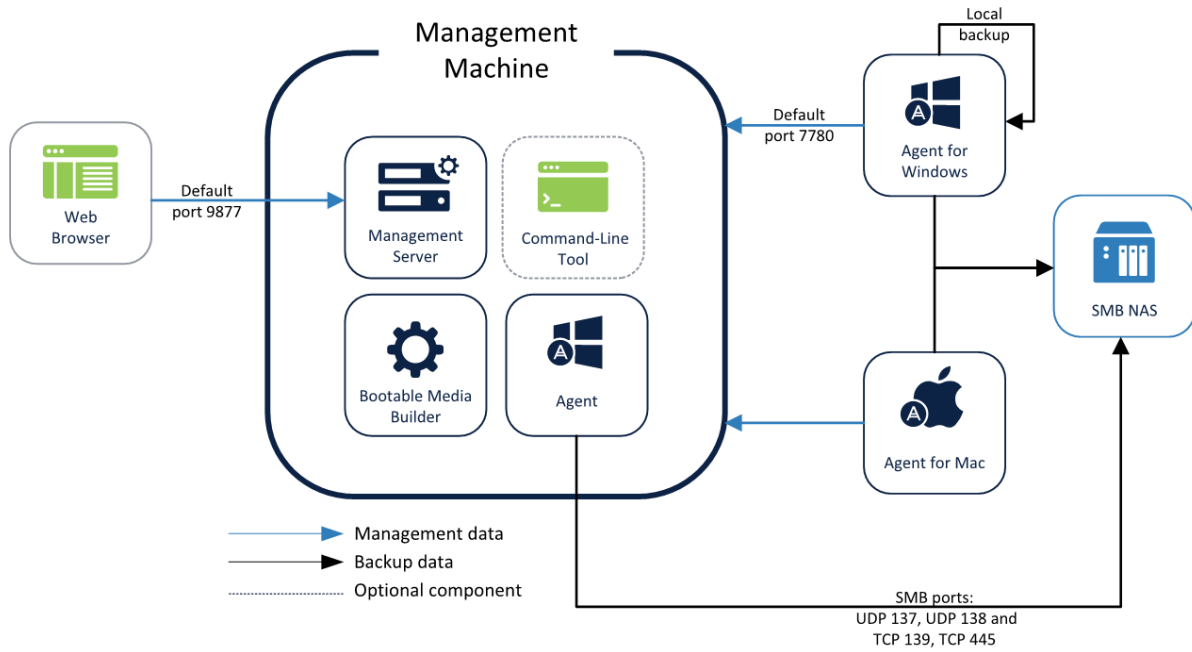 Management
Machine
Local
backup
Default
port 7780
Agent for
Windows
Web
Browser
Default
port 9877
Management
Server
Command-Line
Tool
SMB NAS
Bootable Media
Builder
Agent
Agent for Mac
Management data
Backup data
Optional component
SMB ports:
UDP 137, UDP 138 and
TCP 139, TCP 445